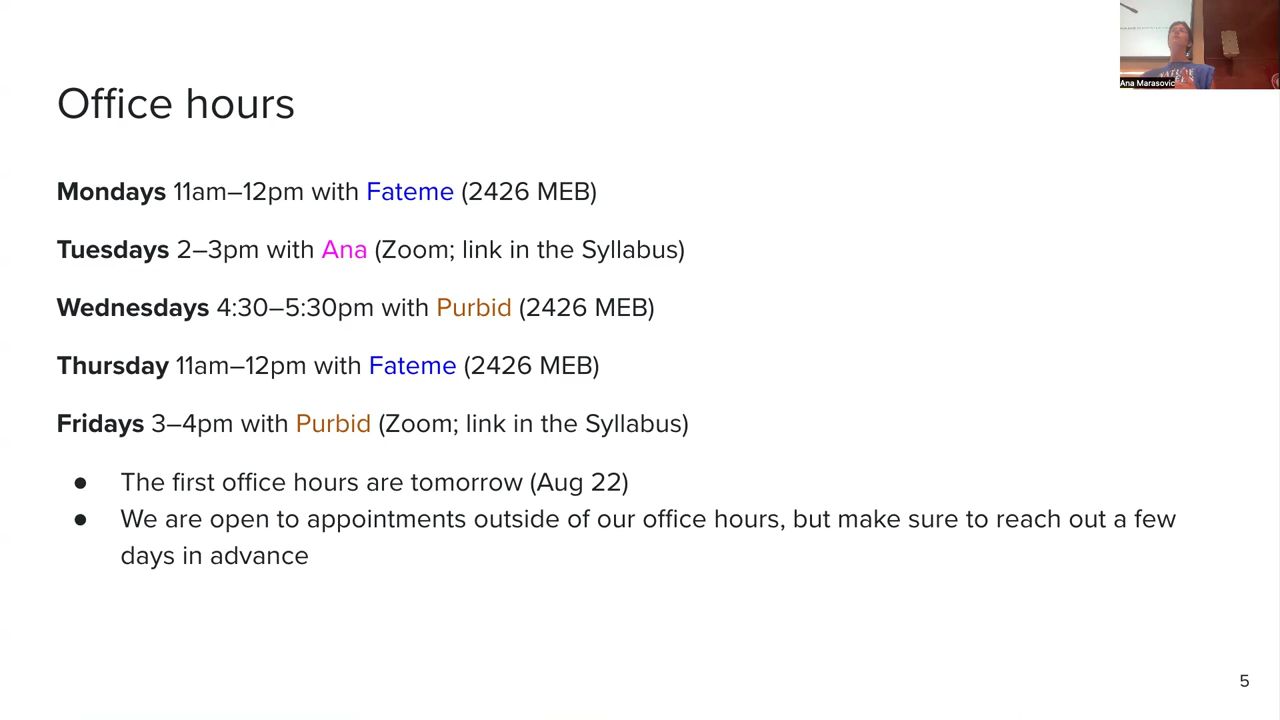 Ana Marasovic
Office hours
Mondays 11am–12pm with Fateme (2426 MEB)
Tuesdays 2–3pm with Ana (Zoom; link in the Syllabus)
Wednesdays 4:30–5:30pm with Purbid (2426 MEB)
Thursday 11am–12pm with Fateme (2426 MEB)
Fridays 3–4pm with Purbid (Zoom; link in the Syllabus)
● The first office hours are tomorrow (Aug 22)
● We are open to appointments outside of our office hours, but make sure to reach out a few
days in advance
5